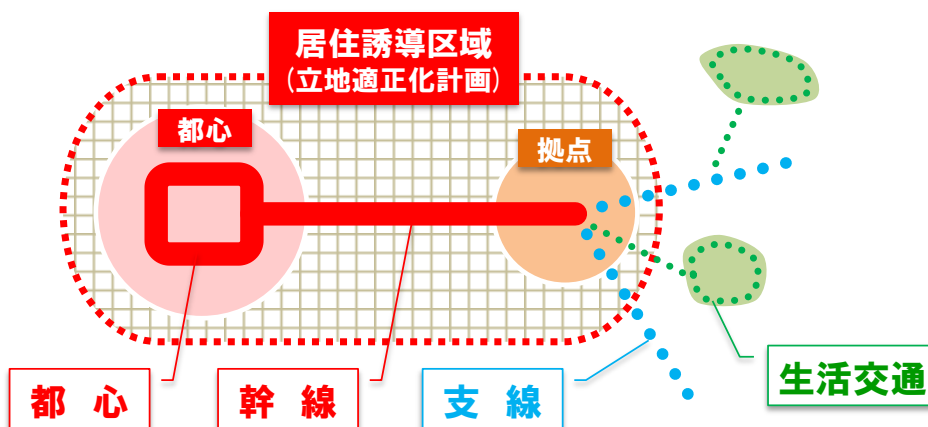 居住誘導区域
(立地適正化計画)
都心
拠点
都心
幹線
支線
生活交通